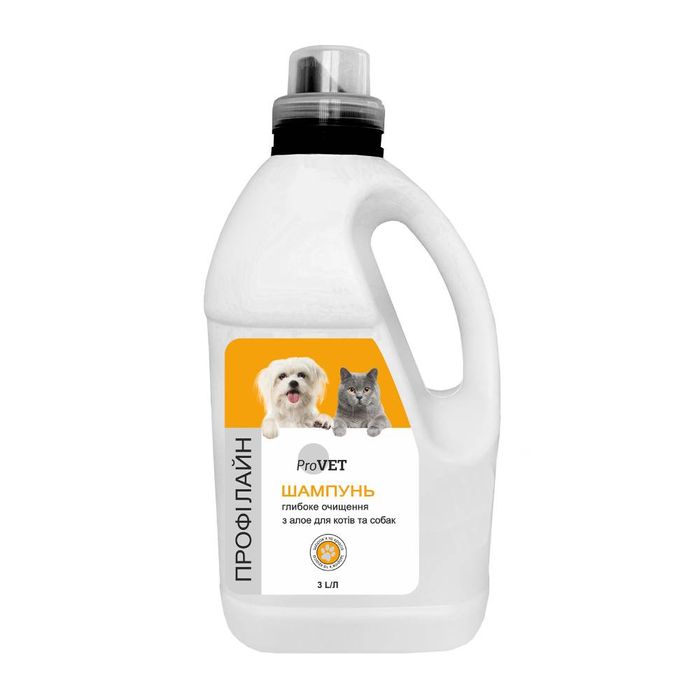 ПРОФІЛАЙН
ProVET
ШАМПУНЬ
глибоке очищення
з алое для котів та собак
3 L/Л